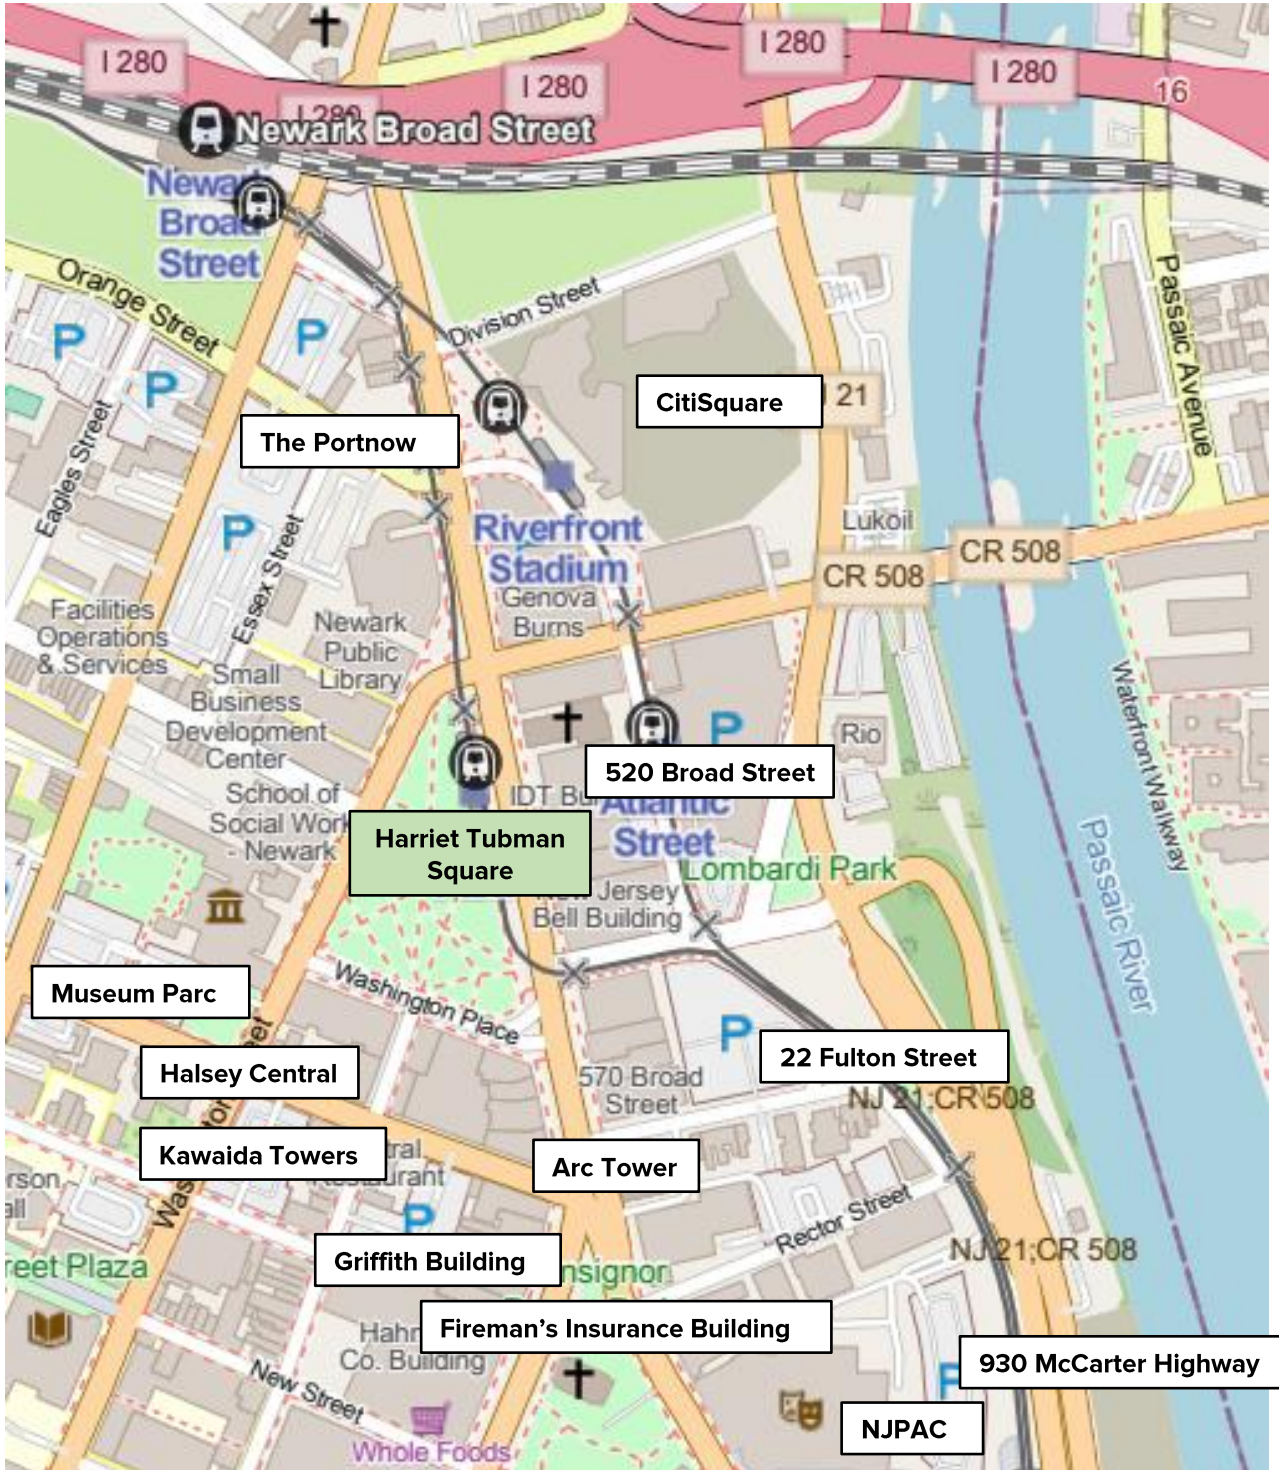 I 280
I 280
I 280
I 280
I 280
16
Newark Broad Street
Newark
Broad
Street
Orange Street
Division Street
Passaic Avenue
CitiSquare
21
The Portnow
Eagles Street
Essex Street
Riverfront
Stadium
Lukoil
CR 508
CR 508
Genova
Burns
Facilities
Operations
& Services
Newark
Public
Library
Small
Business
Development
Center
Waterfront Walkway
Rio
520 Broad Street
School of
Social Work
- Newark
IDT
Atlantic
Street
Harriet Tubman
Square
Lombardi Park
Jersey
Bell Building
Passaic River
Washington Place
Museum Parc
22 Fulton Street
Halsey Central
570 Broad
Street
NJ 21;CR 508
Kawaida Towers
Arc Tower
Rector Street
NJ 21;CR 508
Griffith Building
reet Plaza
nsignor
Fireman's Insurance Building
Hahn
Co. Building
930 McCarter Highway
New Street
NJPAC
Whole Foods